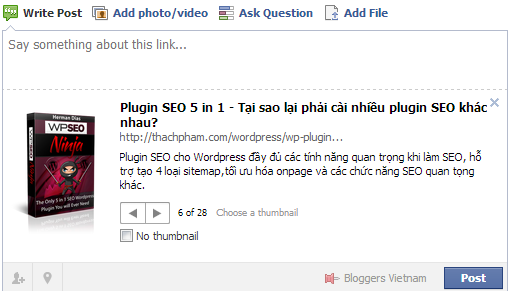 Write Post Add photo/video Ask Question Add File
Say something about this link...
Herman Dias
WPSEO
Ninja
The Only 5 in 1 SEO Wordpress
Plugin You will Ever Need!
Plugin SEO 5 in 1 - Tại sao lại phải cài nhiều plugin SEO khác
nhau?
http://thachpham.com/wordpress/wp-plugin...
Plugin SEO cho Wordpress đầy đủ các tính năng quan trọng khi làm SEO, hỗ
trợ tạo 4 loại sitemap,tối ưu hóa onpage và các chức năng SEO quan tọng
khác.
6 of 28 Choose a thumbnail
No thumbnail
Bloggers Vietnam
Post